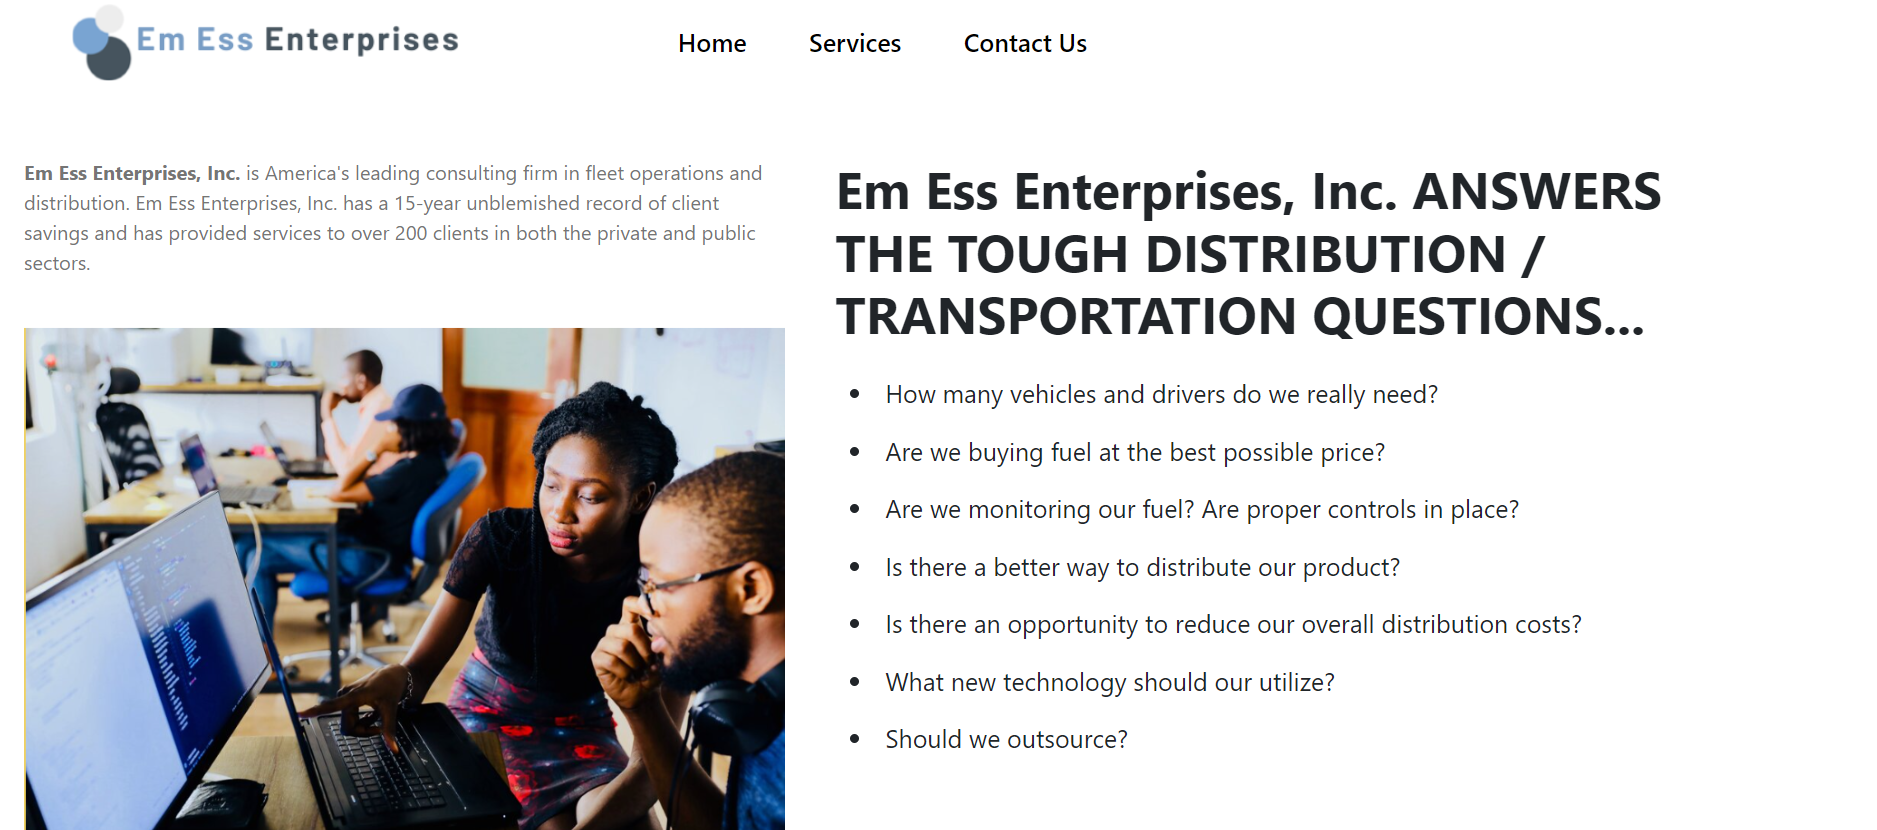 Em Ess Enterprises
Home Services Contact Us
Em Ess Enterprises, Inc. is America's leading consulting firm in fleet operations and
distribution. Em Ess Enterprises, Inc. has a 15-year unblemished record of client
savings and has provided services to over 200 clients in both the private and public
sectors.
Em Ess Enterprises, Inc. ANSWERS
THE TOUGH DISTRIBUTION /
TRANSPORTATION QUESTIONS...
• How many vehicles and drivers do we really need?
• Are we buying fuel at the best possible price?
• Are we monitoring our fuel? Are proper controls in place?
• Is there a better way to distribute our product?
• Is there an opportunity to reduce our overall distribution costs?
• What new technology should our utilize?
• Should we outsource?